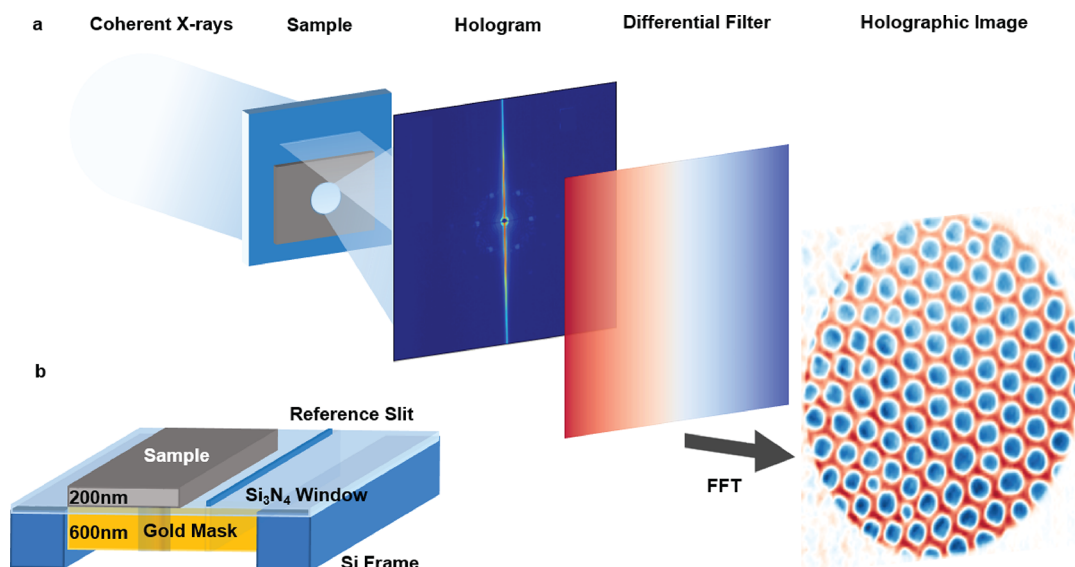 a
Coherent X-rays
Sample
Hologram
Differential Filter
Holographic Image
FFT
b
Reference Slit
Sample
200nm
Si₃N₄ Window
600nm
Gold Mask
Si Frame